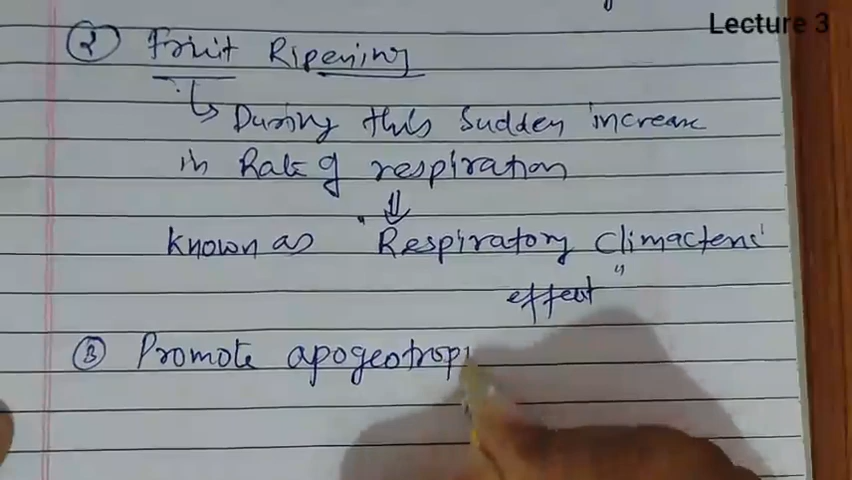 Lecture 3
② Fruit Ripening
↳ During this sudden increase
in Rate of respiration
⇓
known as "Respiratory Climacteric
effect"
③ Promote apogeotropi